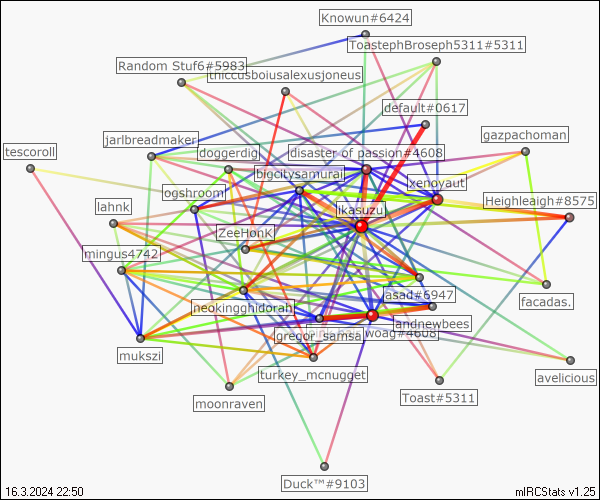 Knowun#6424
ToastephBroseph5311#5311
Random Stuf6#5983
thiccusboiusalexusjoneus
default#0617
gazpachoman
jarlbreadmaker
tescoroll
doggerdig
disaster of passion#4608
bigcitysamurai
xenoyaut
ogshroom
Heighleaigh#8575
lahnk
ikasuzu
ZeeHonK
mingus4742
asad#6947
facadas.
neokingghidorah
andnewbees
gregor_samsa
woag#4608
mukszi
turkey_mcnugget
avelicious
Toast#5311
moonraven
Duck™#9103
16.3.2024 22:50
mIRCStats v1.25